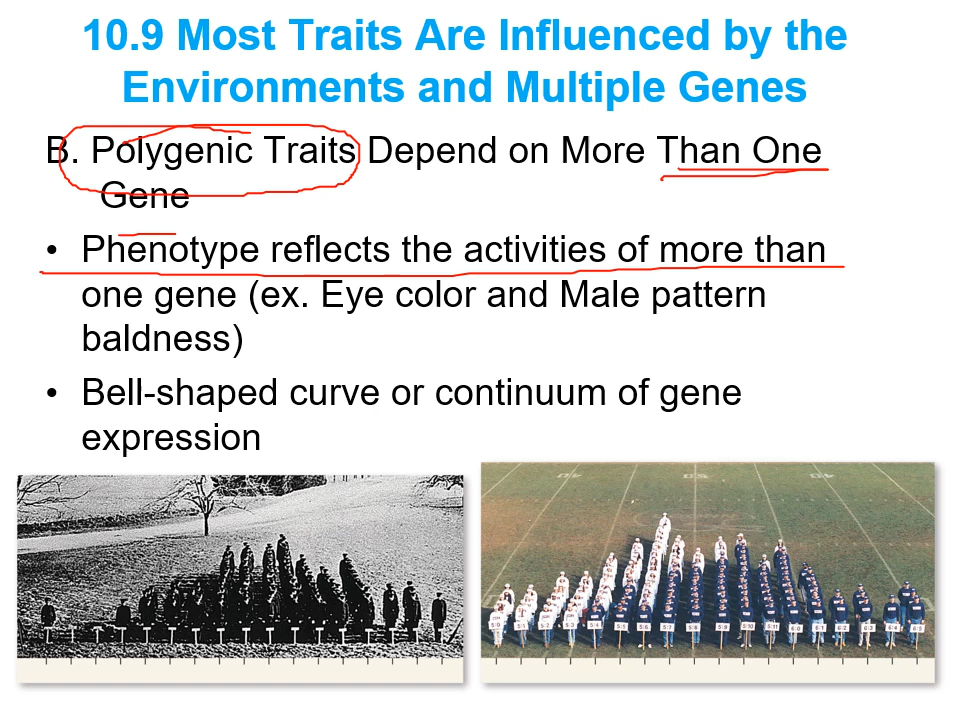 10.9 Most Traits Are Influenced by the
Environments and Multiple Genes
B. Polygenic Traits Depend on More Than One
Gene
• Phenotype reflects the activities of more than
one gene (ex. Eye color and Male pattern
baldness)
• Bell-shaped curve or continuum of gene
expression